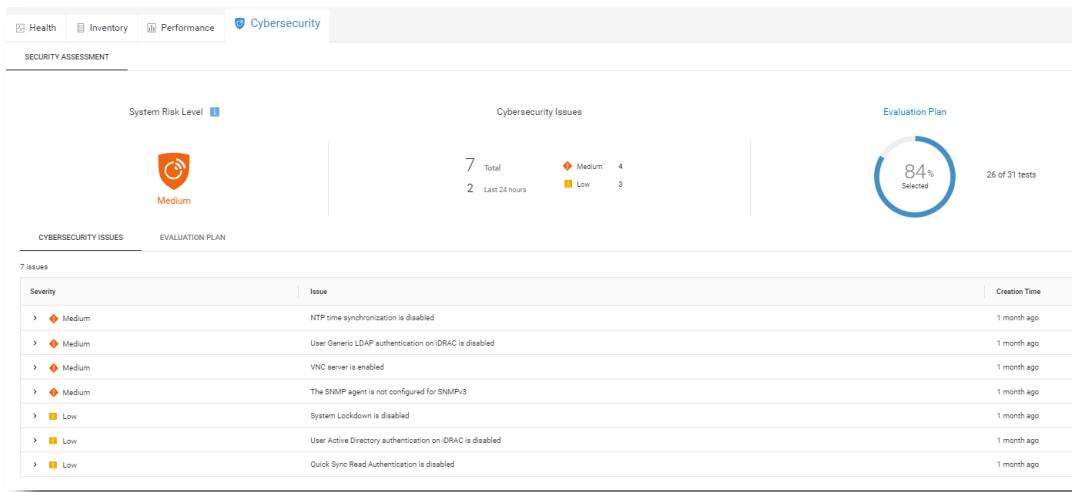 Health Inventory Performance Cybersecurity
SECURITY ASSESSMENT
System Risk Level i Cybersecurity Issues Evaluation Plan
7 Total Medium 4
2 Last 24 hours Low 3
84% 26 of 31 tests
Selected
Medium
CYBERSECURITY ISSUES EVALUATION PLAN
7 issues
Severity Issue Creation Time
Medium NTP time synchronization is disabled 1 month ago
Medium User Generic LDAP authentication on iDRAC is disabled 1 month ago
Medium VNC server is enabled 1 month ago
Medium The SNMP agent is not configured for SNMPv3 1 month ago
Low System Lockdown is disabled 1 month ago
Low User Active Directory authentication on iDRAC is disabled 1 month ago
Low Quick Sync Read Authentication is disabled 1 month ago